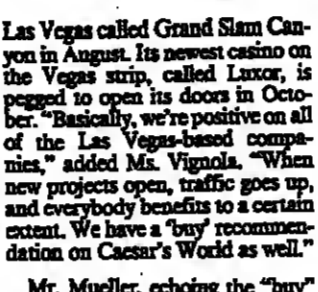 Las Vegas called Grand Slam Can-
yon in August. Its newest casino on
the Vegas strip, called Luxor, is
pegged to open its doors in Octo-
ber. "Basically, we're positive on all
of the Las Vegas-based compa-
nies," added Ms. Vignola. "When
new projects open, traffic goes up,
and everybody benefits to a certain
extent. We have a 'buy' recommen-
dation on Caesar's World as well."
Mr. Mueller, echoing the "buy"